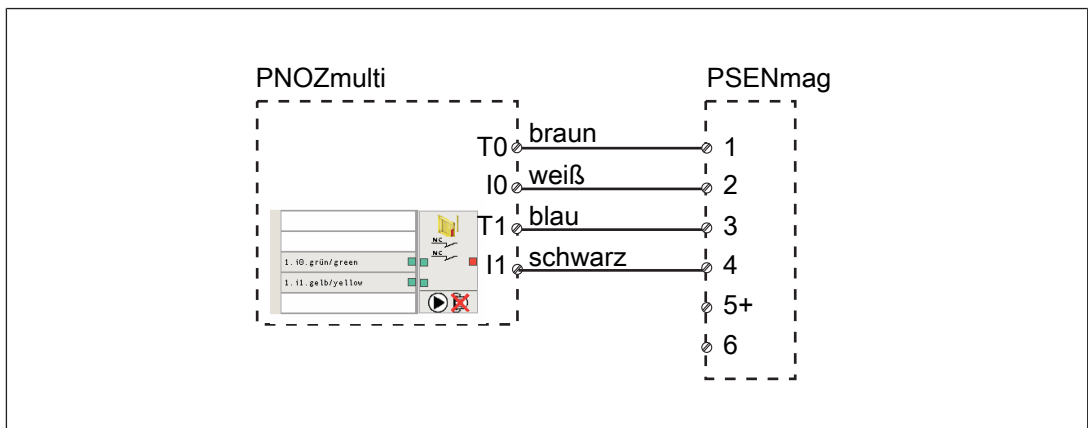 PNOZmulti
PSENmag
T0 braun 1
I0 weiß 2
T1 blau 3
I1 schwarz 4
5+
6
NC
NC
1.i0.grün/green
1.i1.gelb/yellow